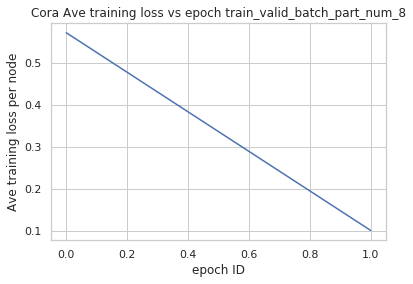 Cora Ave training loss vs epoch train_valid_batch_part_num_8
Ave training loss per node
0.5
0.4
0.3
0.2
0.1
0.0 0.2 0.4 0.6 0.8 1.0
epoch ID